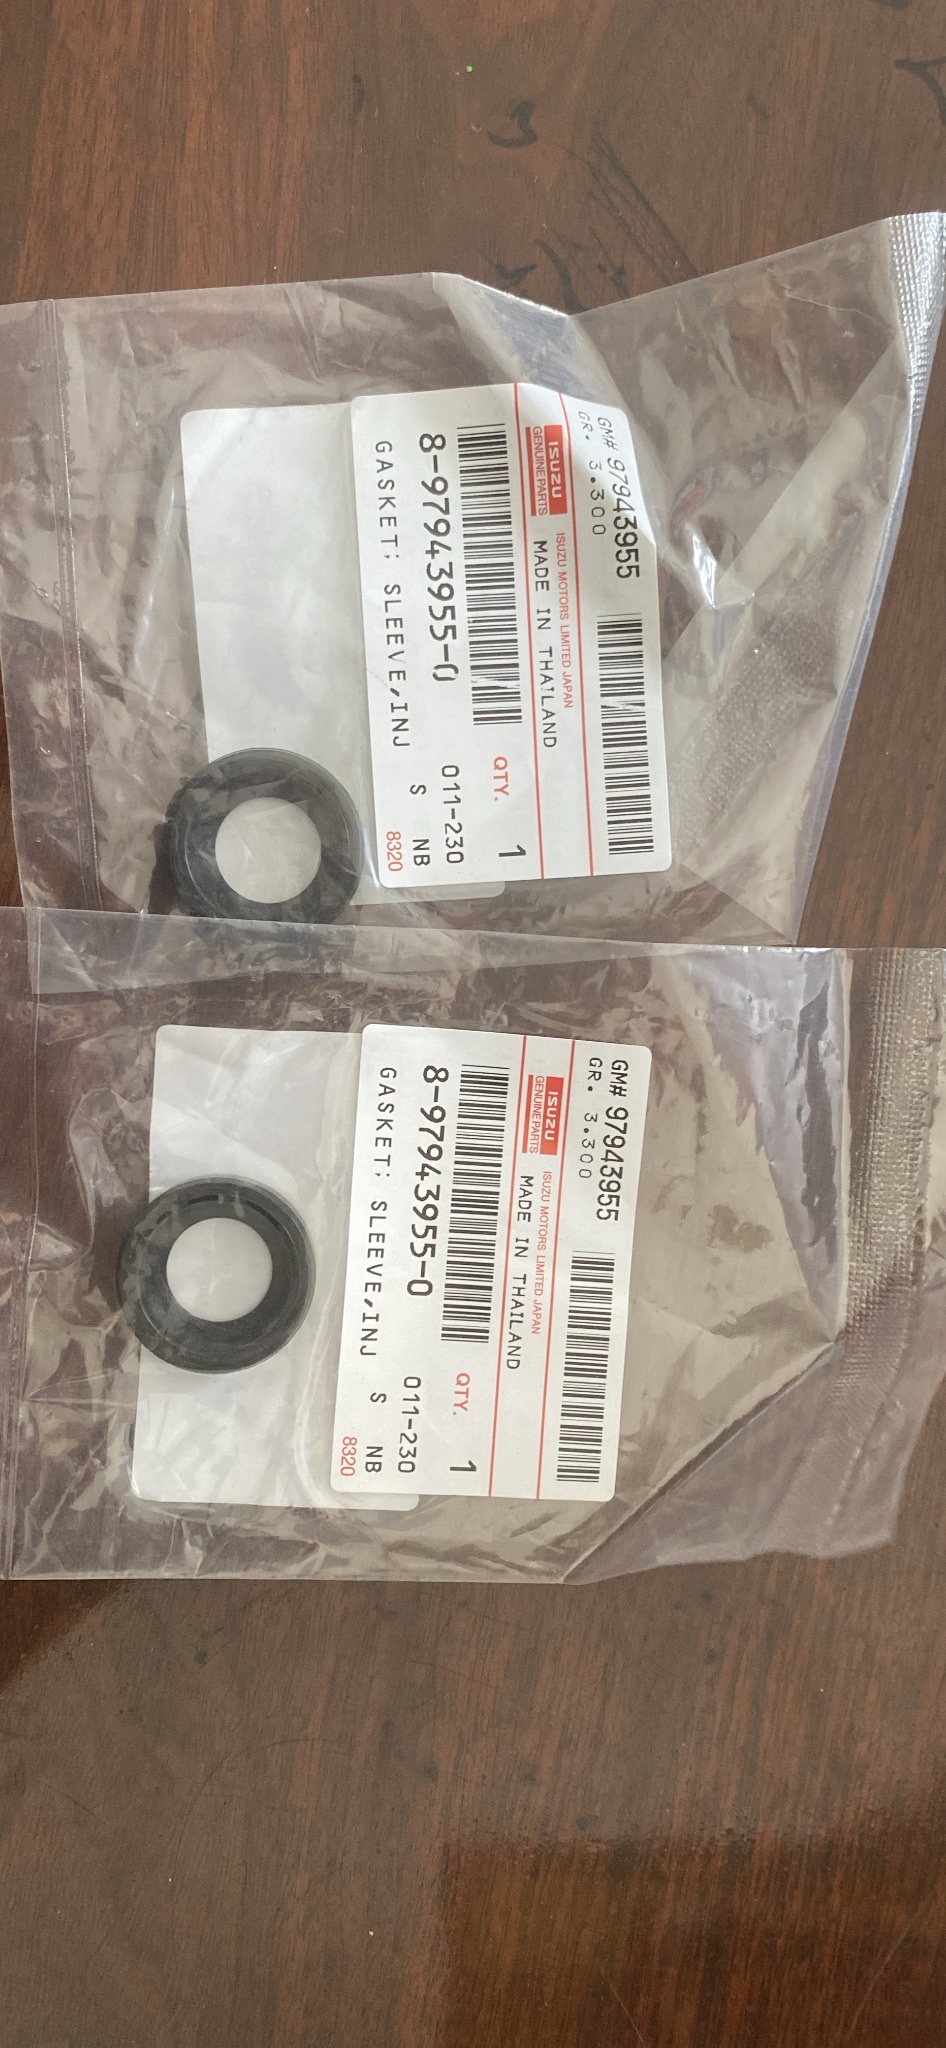 GM# 97943955
GR. 3.300
ISUZU
GENUINE PARTS
ISUZU MOTORS LIMITED JAPAN
MADE IN THAILAND
QTY.
1
8-97943955-0
011-230
GASKET; SLEEVE,INJ
S
NB
8320
GM# 97943955
GR. 3.300
ISUZU
GENUINE PARTS
ISUZU MOTORS LIMITED JAPAN
MADE IN THAILAND
QTY.
1
8-97943955-0
011-230
GASKET; SLEEVE,INJ
S
NB
8320